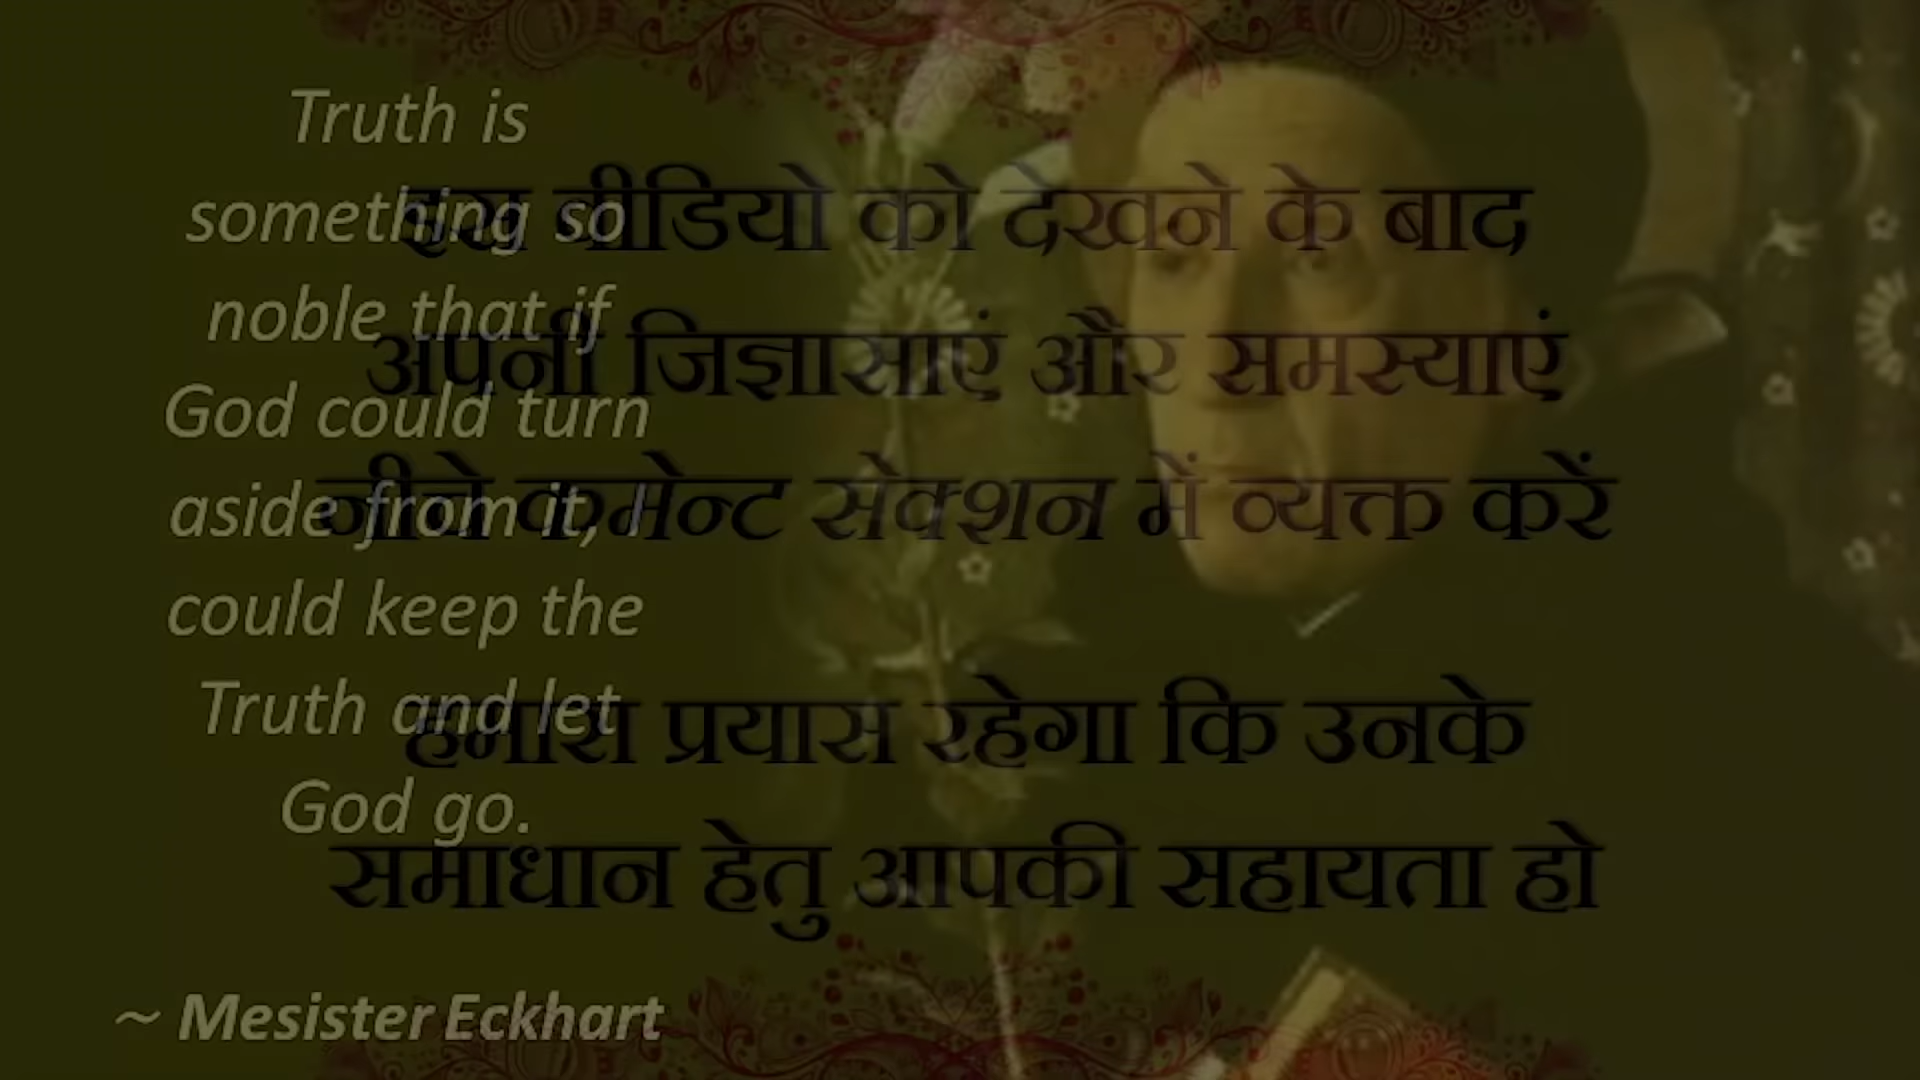 Truth is
something so
noble that if
God could turn
aside from it, I
could keep the
Truth and let
God go.
~ Mesister Eckhart
इस वीडियो को देखने के बाद
अपनी जिज्ञासाएं और समस्याएं
नीचे कमेन्ट सेक्शन में व्यक्त करें
हमारा प्रयास रहेगा कि उनके
समाधान हेतु आपकी सहायता हो